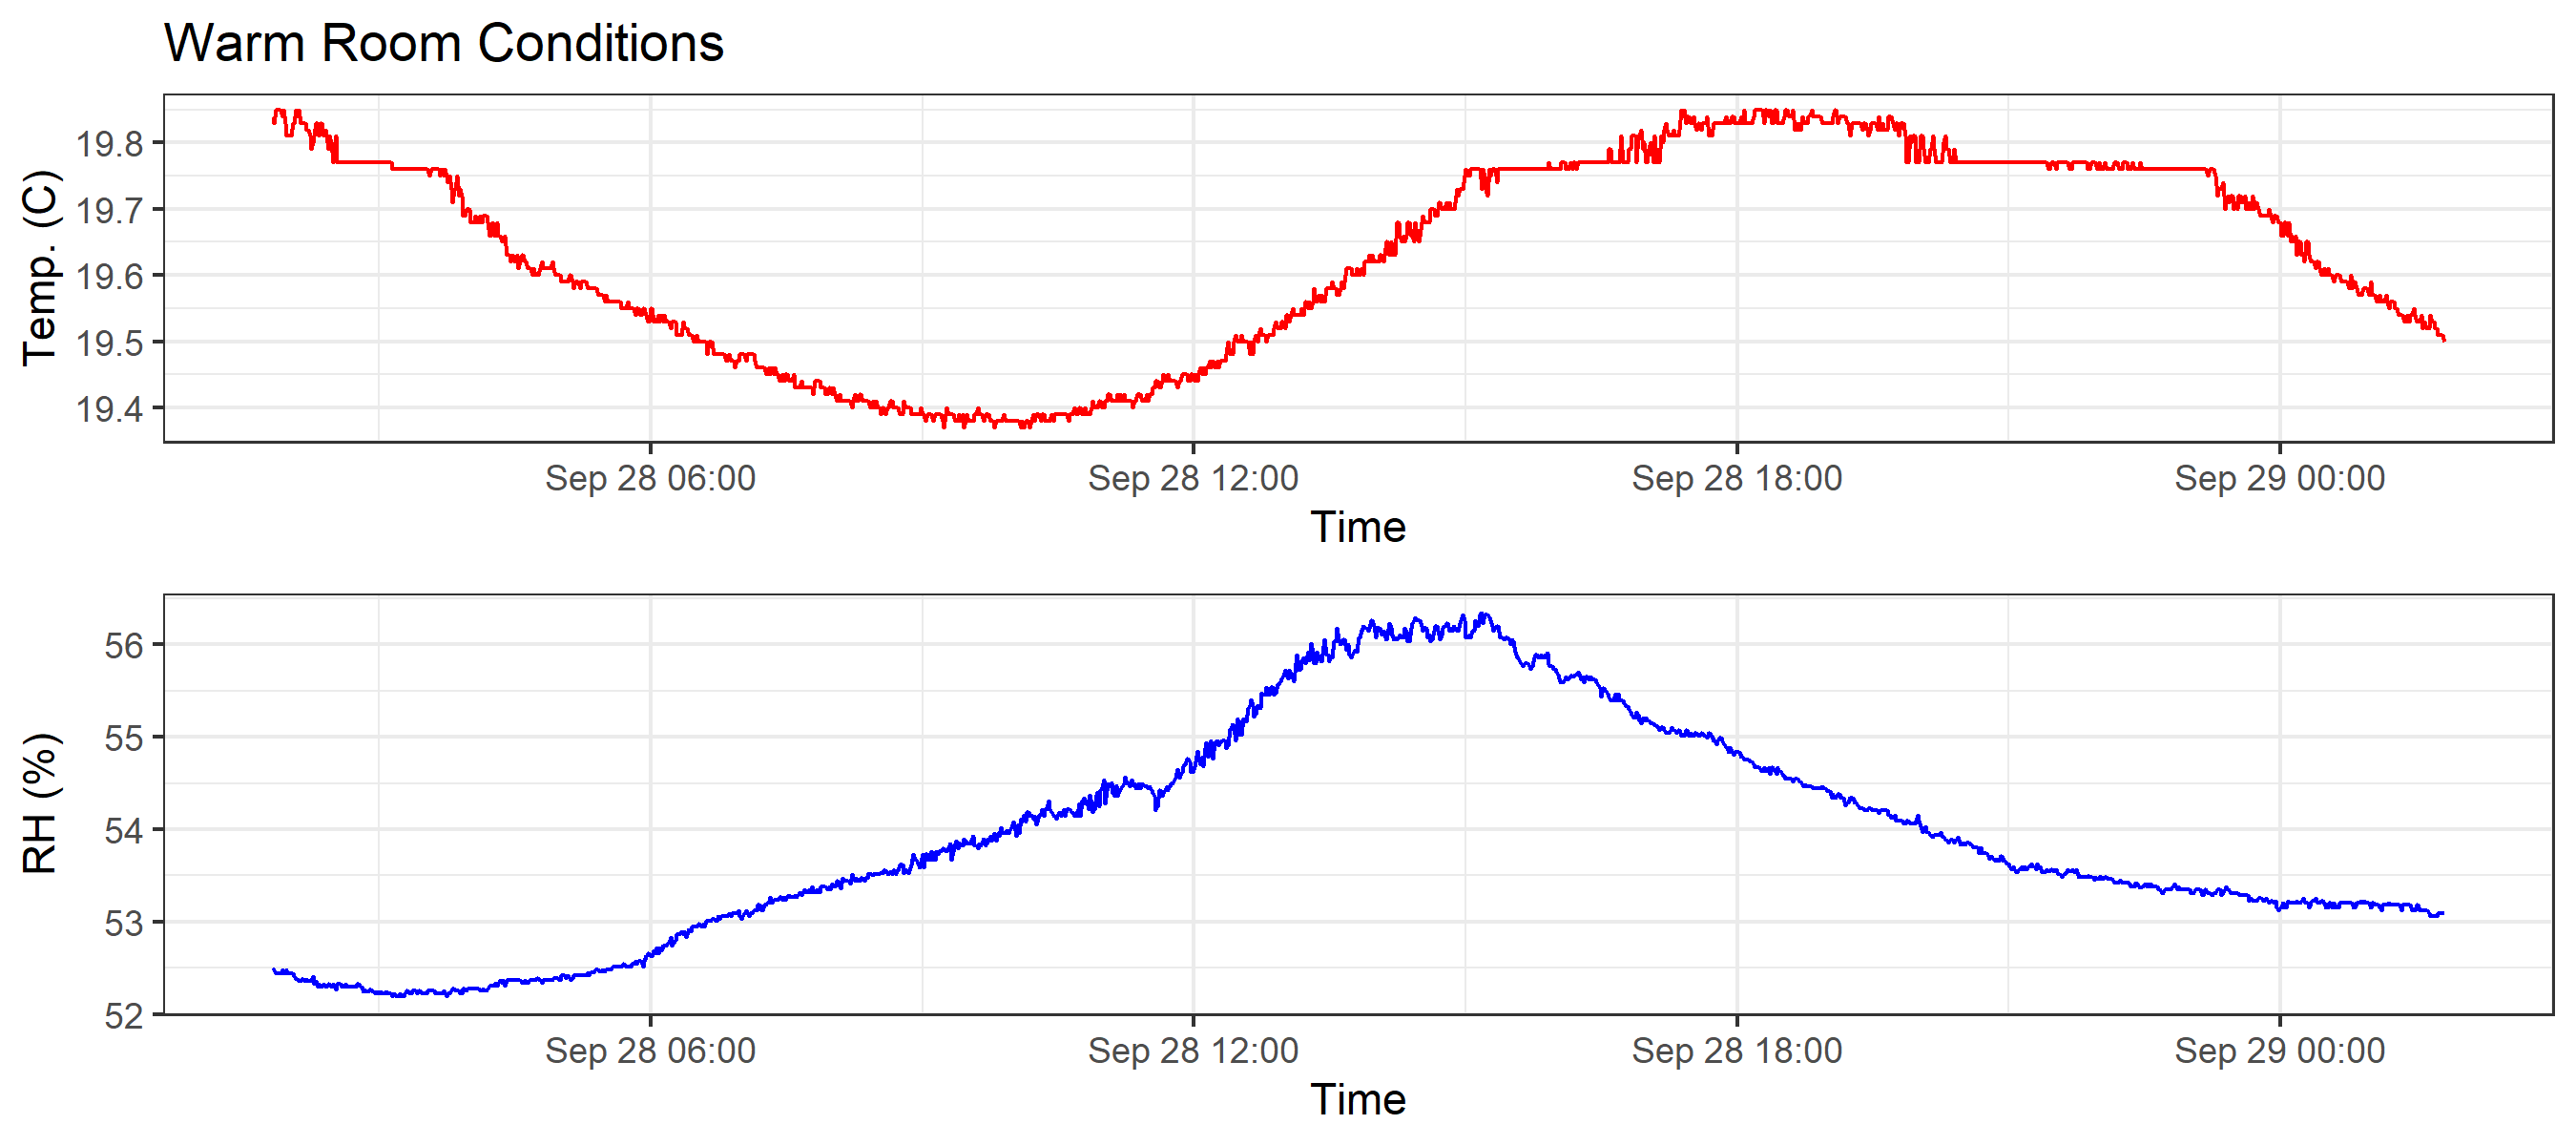 Warm Room Conditions
Temp. (C)
19.8
19.7
19.6
19.5
19.4
Sep 28 06:00 Sep 28 12:00 Sep 28 18:00 Sep 29 00:00
Time
RH (%)
56
55
54
53
52
Sep 28 06:00 Sep 28 12:00 Sep 28 18:00 Sep 29 00:00
Time